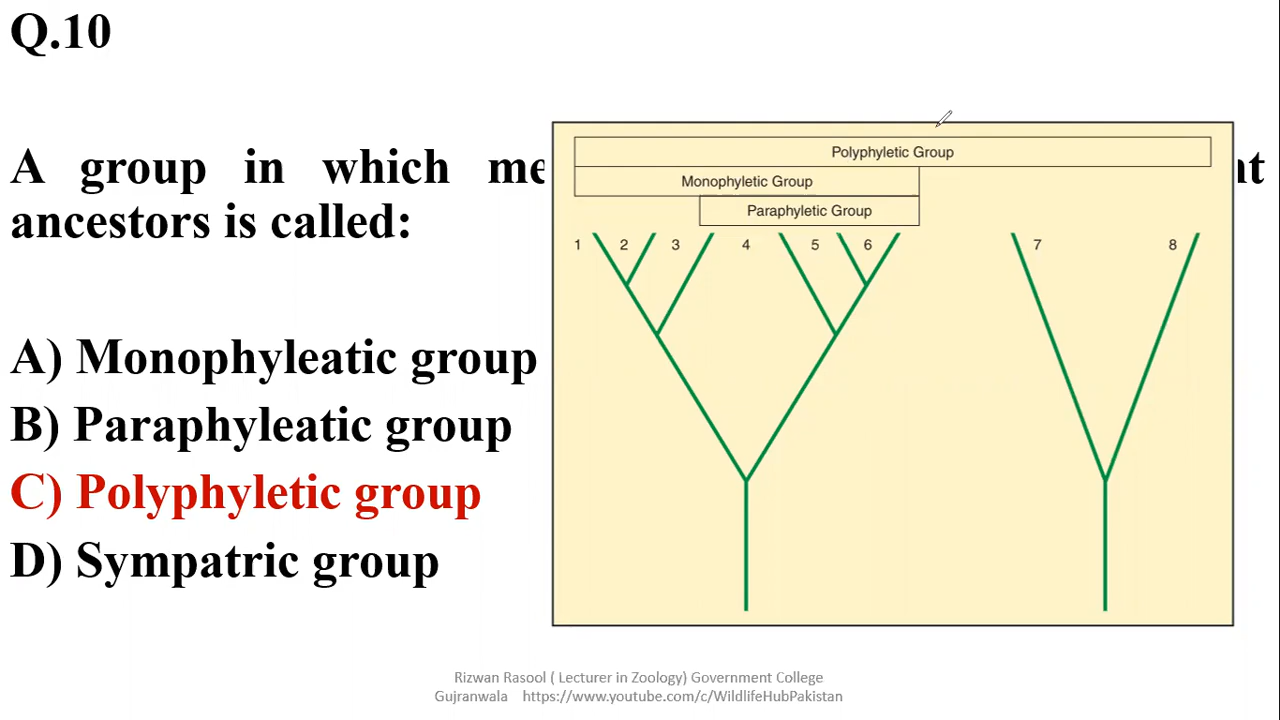 Q.10
A group in which
ancestors is called:
A) Monophyleatic group
B) Paraphyleatic group
C) Polyphyletic group
D) Sympatric group
Polyphyletic Group
Monophyletic Group
Paraphyletic Group
1 2 3 4 5 6 7 8
Rizwan Rasool ( Lecturer in Zoology) Government College
Gujranwala https://www.youtube.com/c/WildlifeHubPakistan